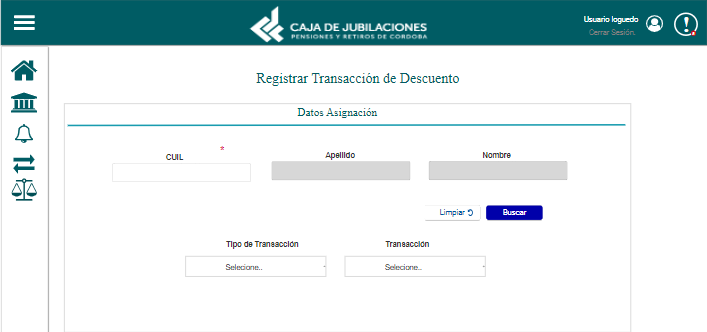 CAJA DE JUBILACIONES
PENSIONES Y RETIROS DE CORDOBA
Usuario loguedo
Cerrar Sesión.
Registrar Transacción de Descuento
Datos Asignación
CUIL *
Apellido
Nombre
Limpiar
Buscar
Tipo de Transacción
Transacción
Selecione..
Selecione..